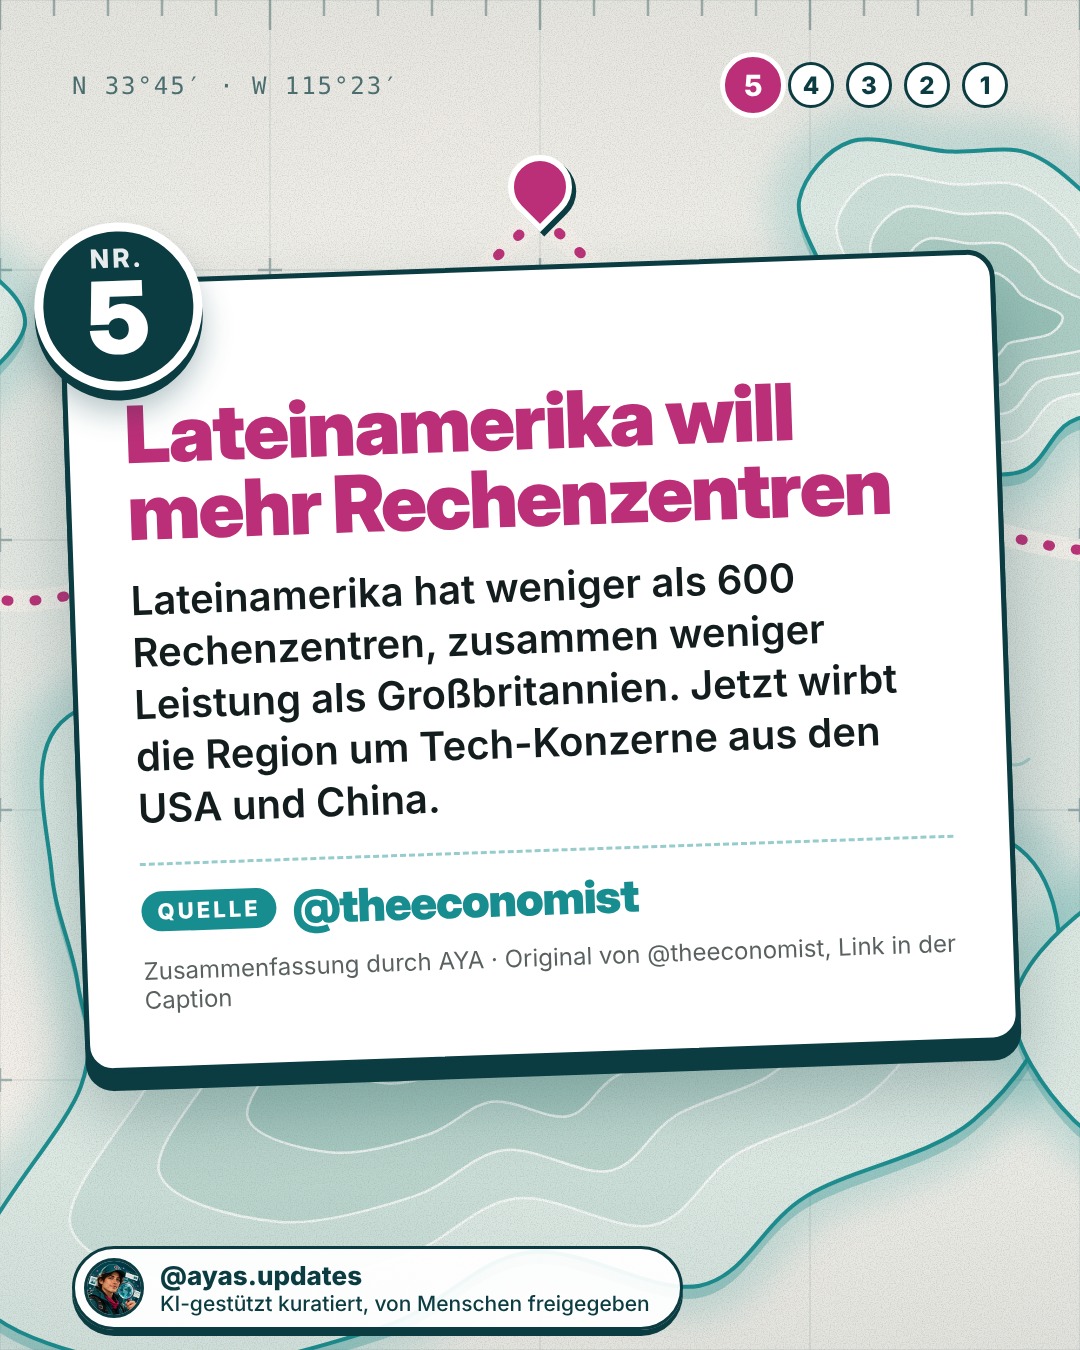 N 33°45′ · W 115°23′
5 4 3 2 1
NR.
5
Lateinamerika will
mehr Rechenzentren
Lateinamerika hat weniger als 600
Rechenzentren, zusammen weniger
Leistung als Großbritannien. Jetzt wirbt
die Region um Tech-Konzerne aus den
USA und China.
QUELLE @theeconomist
Zusammenfassung durch AYA · Original von @theeconomist, Link in der
Caption
@ayas.updates
KI-gestützt kuratiert, von Menschen freigegeben